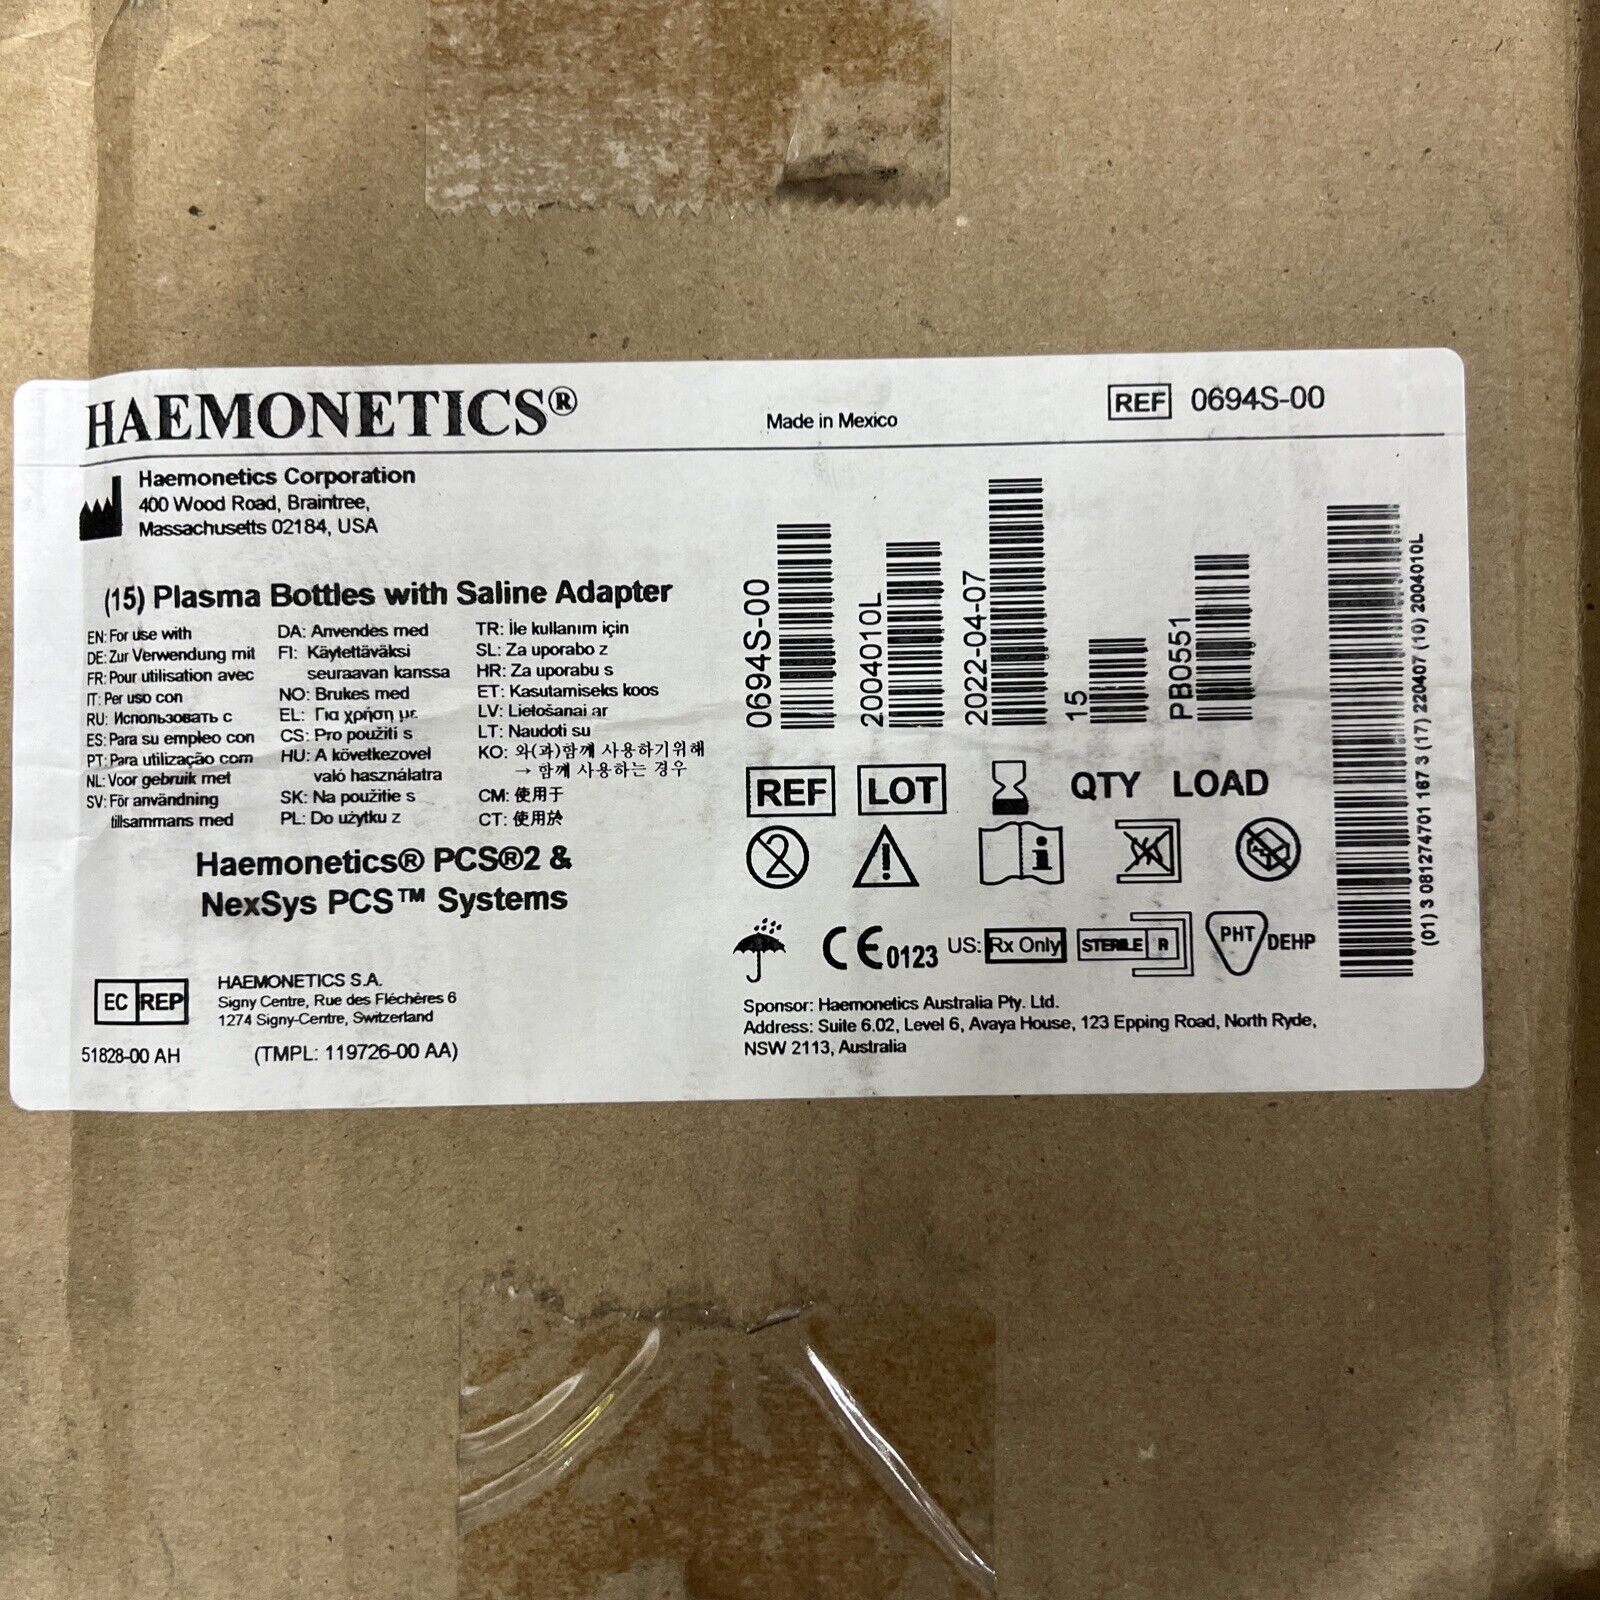 HAEMONETICS®
Made in Mexico
REF 0694S-00
Haemonetics Corporation
400 Wood Road, Braintree,
Massachusetts 02184, USA
(15) Plasma Bottles with Saline Adapter
EN: For use with
DE: Zur Verwendung mit
FR: Pour utilisation avec
IT: Per uso con
RU: Использовать с
ES: Para su empleo con
PT: Para utilização com
NL: Voor gebruik met
SV: För användning
tillsammans med
DA: Anvendes med
FI: Käytettäväksi
seuraavan kanssa
NO: Brukes med
EL: Για χρήση με
CS: Pro použití s
HU: A következovel
való használatra
SK: Na použitie s
PL: Do użytku z
TR: İle kullanım için
SL: Za uporabo z
HR: Za uporabu s
ET: Kasutamiseks koos
LV: Lietošanai ar
LT: Naudoti su
KO: 와(과)함께 사용하기위해
→ 함께 사용하는 경우
CM: 使用于
CT: 使用於
Haemonetics® PCS®2 &
NexSys PCS™ Systems
EC REP
HAEMONETICS S.A.
Signy Centre, Rue des Fléchères 6
1274 Signy-Centre, Switzerland
51828-00 AH
(TMPL: 119726-00 AA)
0694S-00
2004010L
2022-04-07
15
PB0551
(01) 3 081274701 167 3 (17) 220407 (10) 2004010L
REF
LOT
QTY
LOAD
2
CE0123
US: Rx Only
STERILE R
PHT
DEHP
Sponsor: Haemonetics Australia Pty. Ltd.
Address: Suite 6.02, Level 6, Avaya House, 123 Epping Road, North Ryde,
NSW 2113, Australia